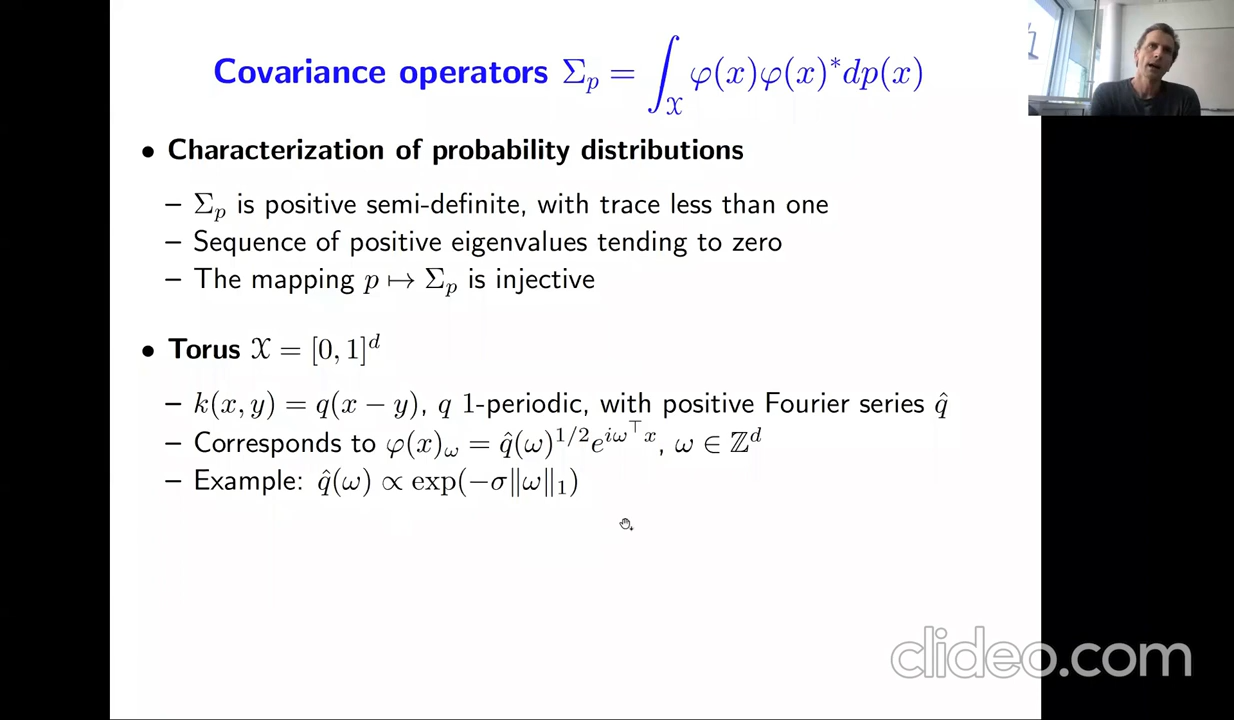 Covariance operators Σ_p = ∫_𝒳 φ(x)φ(x)*dp(x)
• Characterization of probability distributions
– Σ_p is positive semi-definite, with trace less than one
– Sequence of positive eigenvalues tending to zero
– The mapping p ↦ Σ_p is injective
• Torus 𝒳 = [0, 1]^d
– k(x, y) = q(x − y), q 1-periodic, with positive Fourier series q̂
– Corresponds to φ(x)_ω = q̂(ω)^{1/2}e^{iω^⊤x}, ω ∈ ℤ^d
– Example: q̂(ω) ∝ exp(−σ‖ω‖₁)
clideo.com